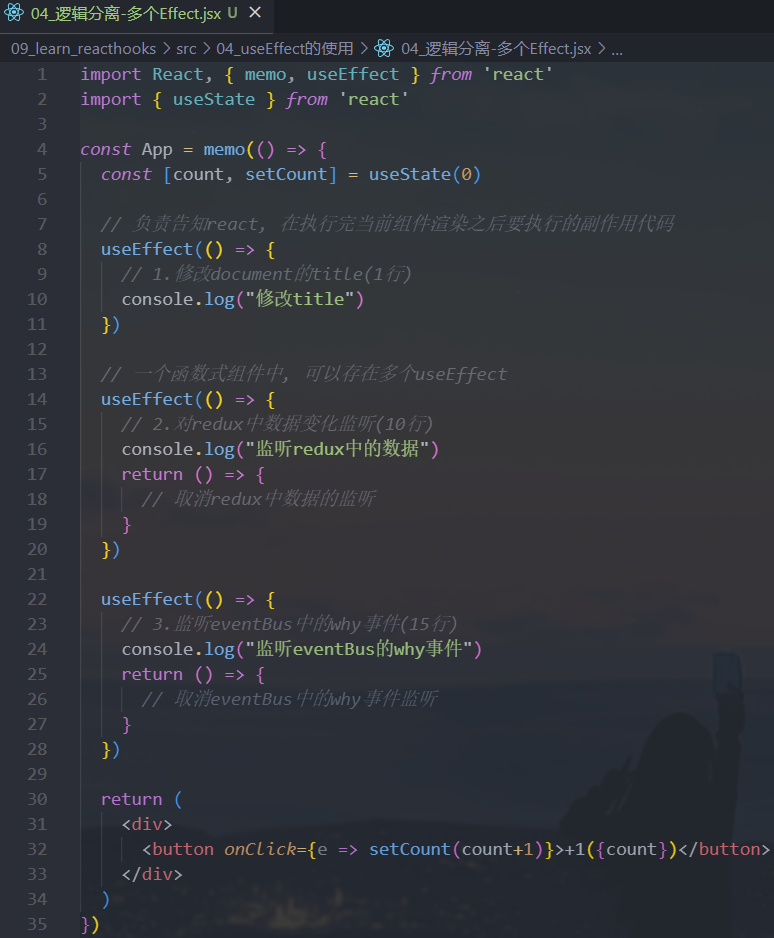 04_逻辑分离-多个Effect.jsx U ×
09_learn_reacthooks > src > 04_useEffect的使用 > 04_逻辑分离-多个Effect.jsx > ...
1 import React, { memo, useEffect } from 'react'
2 import { useState } from 'react'
3
4 const App = memo(() => {
5   const [count, setCount] = useState(0)
6
7   // 负责告知react, 在执行完当前组件渲染之后要执行的副作用代码
8   useEffect(() => {
9     // 1.修改document的title(1行)
10     console.log("修改title")
11   })
12
13   // 一个函数式组件中, 可以存在多个useEffect
14   useEffect(() => {
15     // 2.对redux中数据变化监听(10行)
16     console.log("监听redux中的数据")
17     return () => {
18       // 取消redux中数据的监听
19     }
20   })
21
22   useEffect(() => {
23     // 3.监听eventBus中的why事件(15行)
24     console.log("监听eventBus的why事件")
25     return () => {
26       // 取消eventBus中的why事件监听
27     }
28   })
29
30   return (
31     <div>
32       <button onClick={e => setCount(count+1)}>+1({count})</button>
33     </div>
34   )
35 })